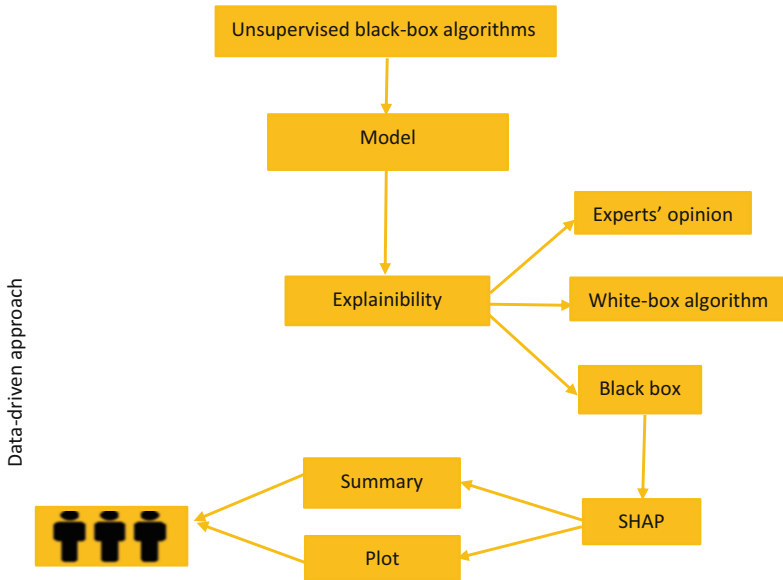 Unsupervised black-box algorithms
Model
Experts’ opinion
Explainibility
White-box algorithm
Black box
Data-driven approach
Summary
SHAP
Plot